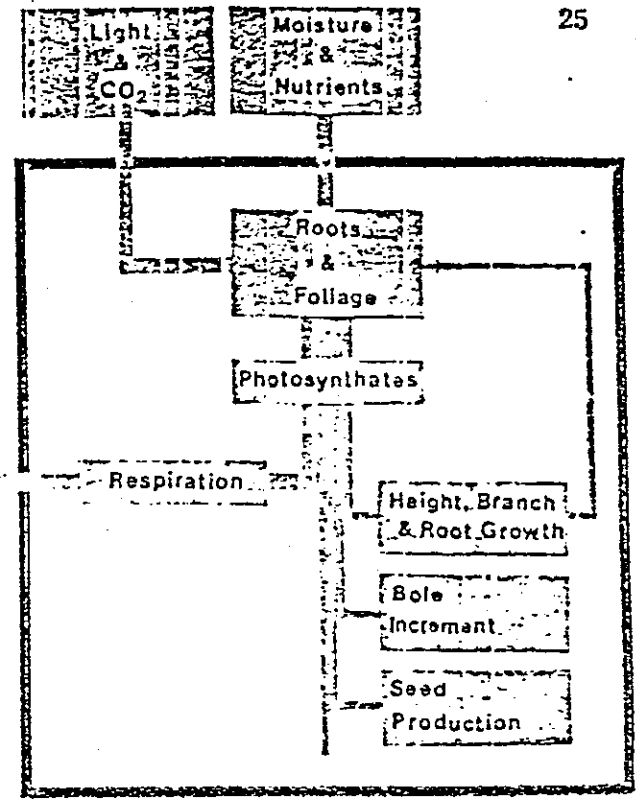 25
Light
&
CO₂
Moisture
&
Nutrients
Roots
&
Foliage
Photosynthates
Respiration
Height, Branch
& Root Growth
Bole
Increment
Seed
Production